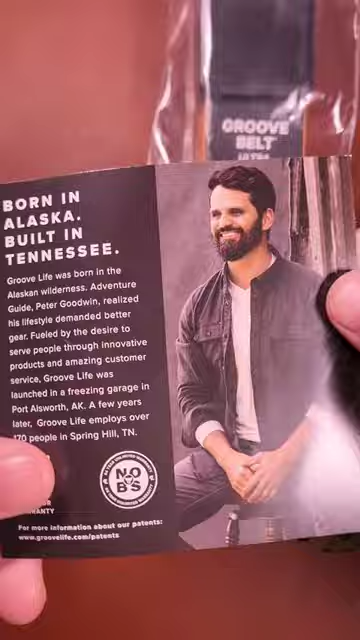 GROOVE
BELT™
ULTRA
BORN IN
ALASKA.
BUILT IN
TENNESSEE.
Groove Life was born in the
Alaskan wilderness. Adventure
Guide, Peter Goodwin, realized
his lifestyle demanded better
gear. Fueled by the desire to
serve people through innovative
products and amazing customer
service, Groove Life was
launched in a freezing garage in
Port Alsworth, AK. A few years
later, Groove Life employs over
170 people in Spring Hill, TN.
NO
BS
For more information about our patents:
www.groovelife.com/patents